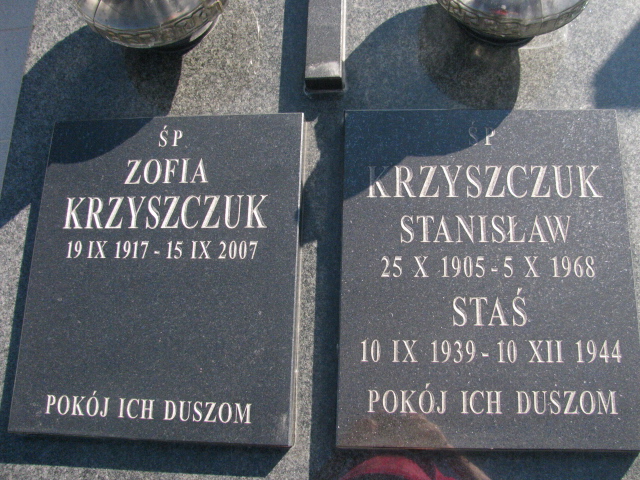 ŚP
ZOFIA
KRZYSZCZUK
19 IX 1917 - 15 IX 2007
POKÓJ ICH DUSZOM
ŚP
KRZYSZCZUK
STANISŁAW
25 X 1905 - 5 X 1968
STAŚ
10 IX 1939 - 10 XII 1944
POKÓJ ICH DUSZOM